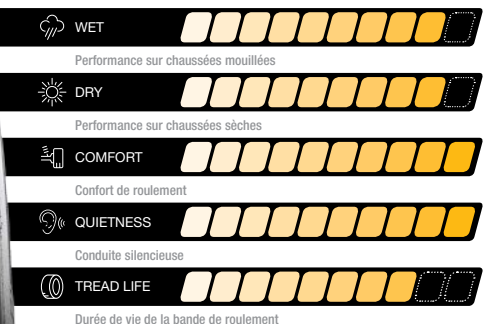 WET
Performance sur chaussées mouillées
DRY
Performance sur chaussées sèches
COMFORT
Confort de roulement
QUIETNESS
Conduite silencieuse
TREAD LIFE
Durée de vie de la bande de roulement